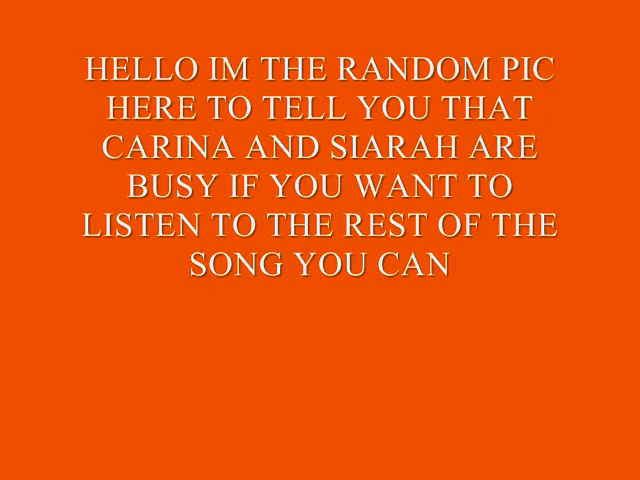 HELLO IM THE RANDOM PIC
HERE TO TELL YOU THAT
CARINA AND SIARAH ARE
BUSY IF YOU WANT TO
LISTEN TO THE REST OF THE
SONG YOU CAN